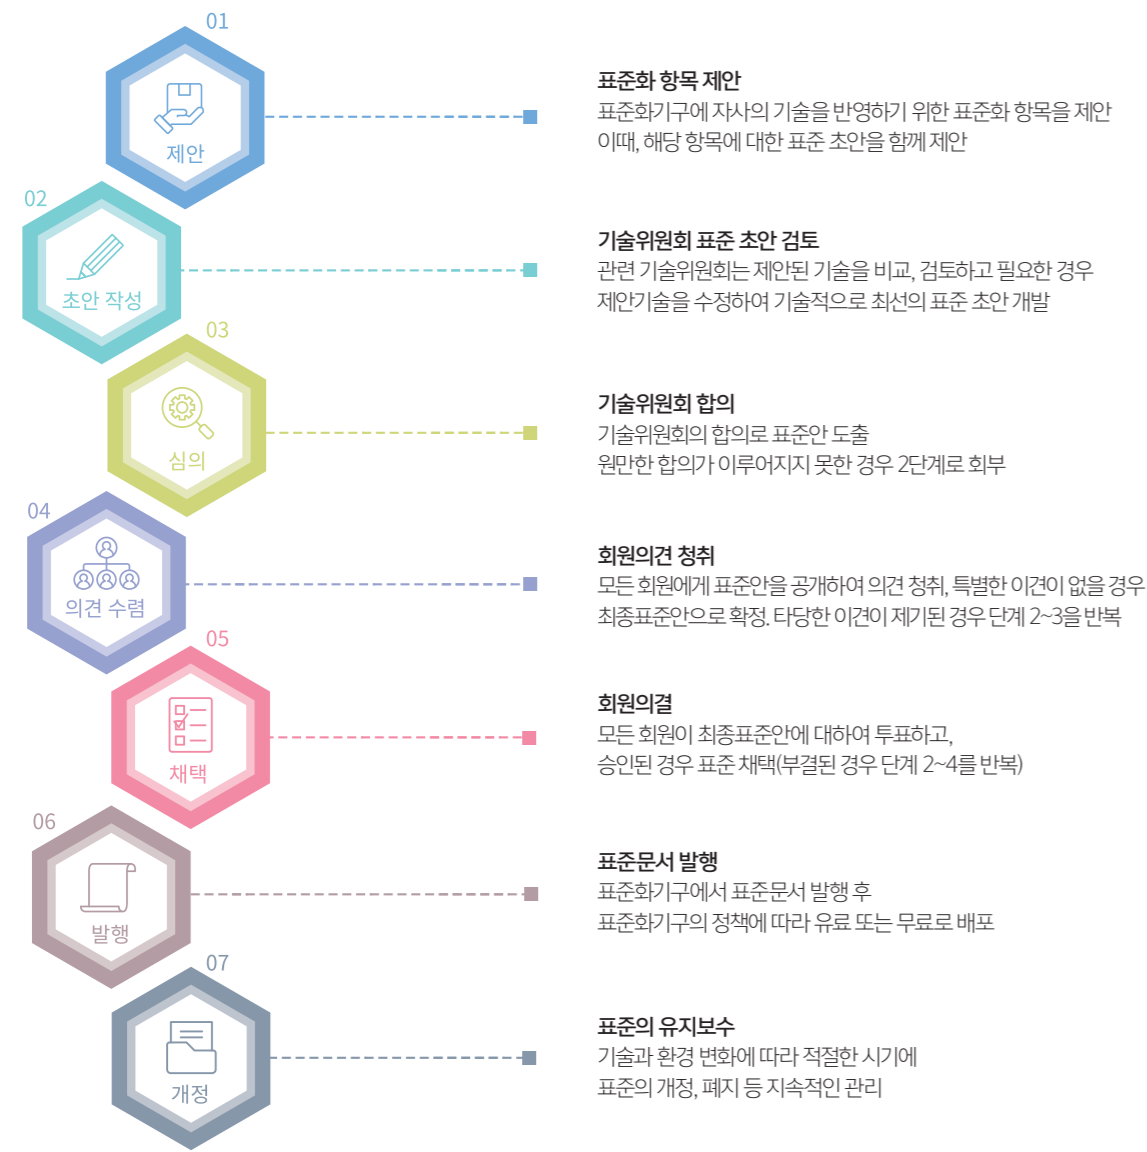 01
제안
표준화 항목 제안
표준화기구에 자사의 기술을 반영하기 위한 표준화 항목을 제안
이때, 해당 항목에 대한 표준 초안을 함께 제안
02
초안 작성
기술위원회 표준 초안 검토
관련 기술위원회는 제안된 기술을 비교, 검토하고 필요한 경우
제안기술을 수정하여 기술적으로 최선의 표준 초안 개발
03
심의
기술위원회 합의
기술위원회의 합의로 표준안 도출
원만한 합의가 이루어지지 못한 경우 2단계로 회부
04
의견 수렴
회원의견 청취
모든 회원에게 표준안을 공개하여 의견 청취, 특별한 이견이 없을 경우
최종표준안으로 확정. 타당한 이견이 제기된 경우 단계 2~3을 반복
05
채택
회원의결
모든 회원이 최종표준안에 대하여 투표하고,
승인된 경우 표준 채택(부결된 경우 단계 2~4를 반복)
06
발행
표준문서 발행
표준화기구에서 표준문서 발행 후
표준화기구의 정책에 따라 유료 또는 무료로 배포
07
개정
표준의 유지보수
기술과 환경 변화에 따라 적절한 시기에
표준의 개정, 폐지 등 지속적인 관리